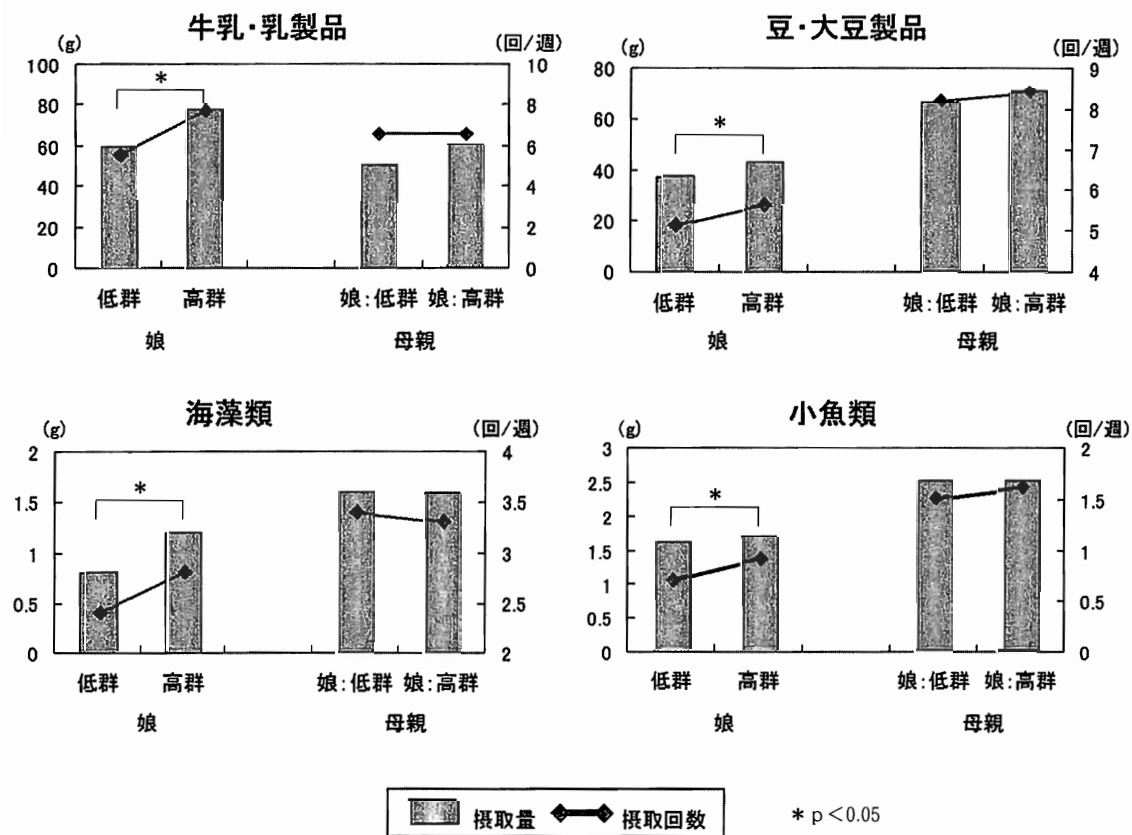 牛乳・乳製品
(g) (回/週)
100 10
80 8
60 6
40 4
20 2
0 0
*
低群 高群 娘:低群 娘:高群
娘 母親
豆・大豆製品
(g) (回/週)
80 9
8
60 7
40 6
20 5
0 4
*
低群 高群 娘:低群 娘:高群
娘 母親
海藻類
(g) (回/週)
2 4
1.5 3.5
1 3
0.5 2.5
0 2
*
低群 高群 娘:低群 娘:高群
娘 母親
小魚類
(g) (回/週)
3 2
2.5
2 1.5
1.5 1
1
0.5 0.5
0 0
*
低群 高群 娘:低群 娘:高群
娘 母親
摂取量 摂取回数 * p<0.05